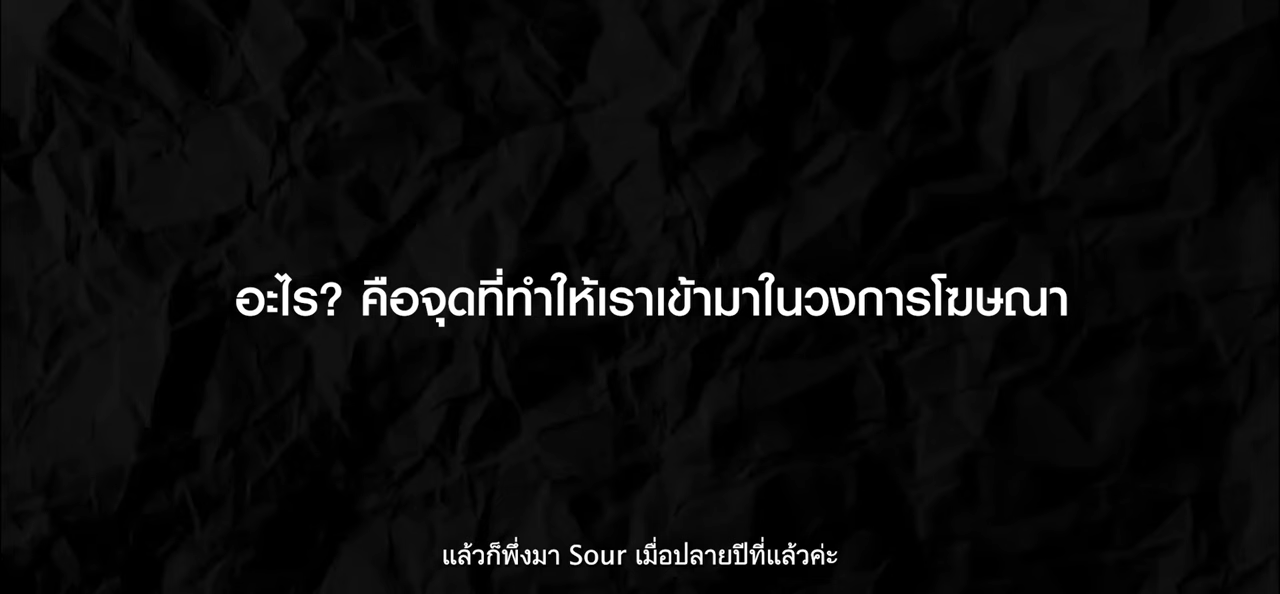 อะไร? คือจุดที่ทำให้เราเข้ามาในวงการโฆษณา
แล้วก็พึ่งมา Sour เมื่อปลายปีที่แล้วค่ะ